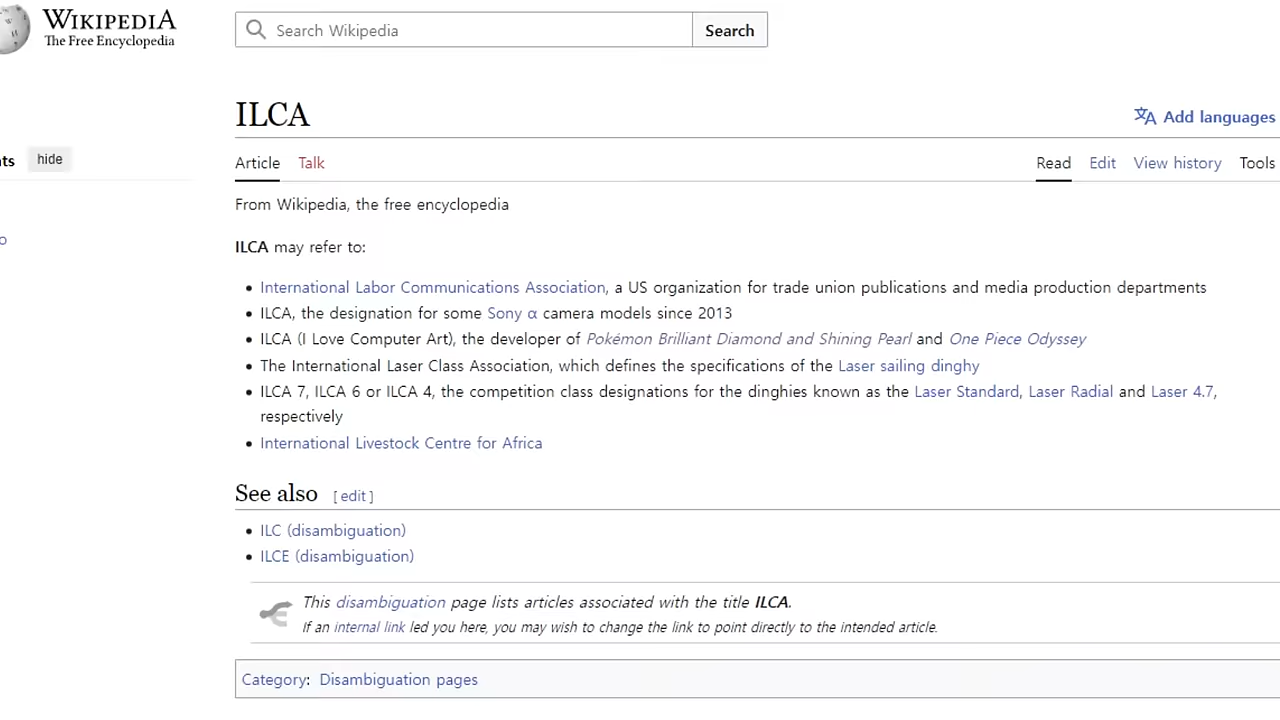 WIKIPEDIA
The Free Encyclopedia
Search Wikipedia
Search
ILCA
Add languages
hide
Article Talk
Read Edit View history Tools
From Wikipedia, the free encyclopedia
ILCA may refer to:
International Labor Communications Association, a US organization for trade union publications and media production departments
ILCA, the designation for some Sony α camera models since 2013
ILCA (I Love Computer Art), the developer of Pokémon Brilliant Diamond and Shining Pearl and One Piece Odyssey
The International Laser Class Association, which defines the specifications of the Laser sailing dinghy
ILCA 7, ILCA 6 or ILCA 4, the competition class designations for the dinghies known as the Laser Standard, Laser Radial and Laser 4.7,
respectively
International Livestock Centre for Africa
See also [ edit ]
ILC (disambiguation)
ILCE (disambiguation)
This disambiguation page lists articles associated with the title ILCA.
If an internal link led you here, you may wish to change the link to point directly to the intended article.
Category: Disambiguation pages